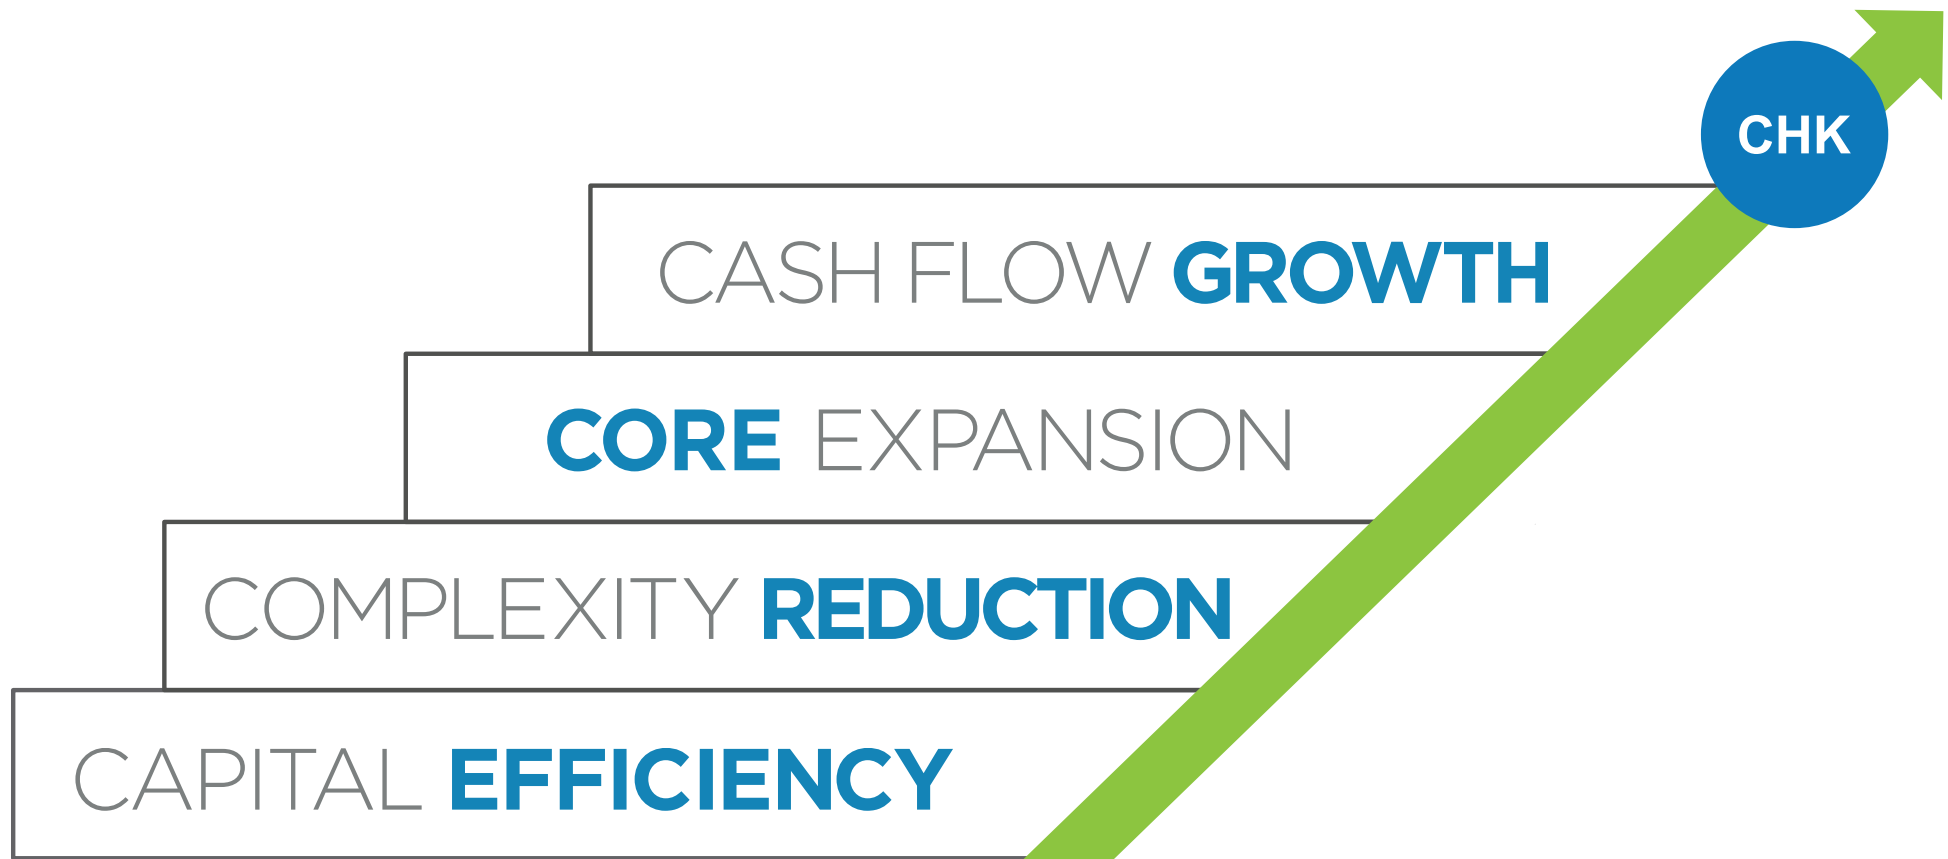 CHK
CASH FLOW GROWTH
CORE EXPANSION
COMPLEXITY REDUCTION
CAPITAL EFFICIENCY